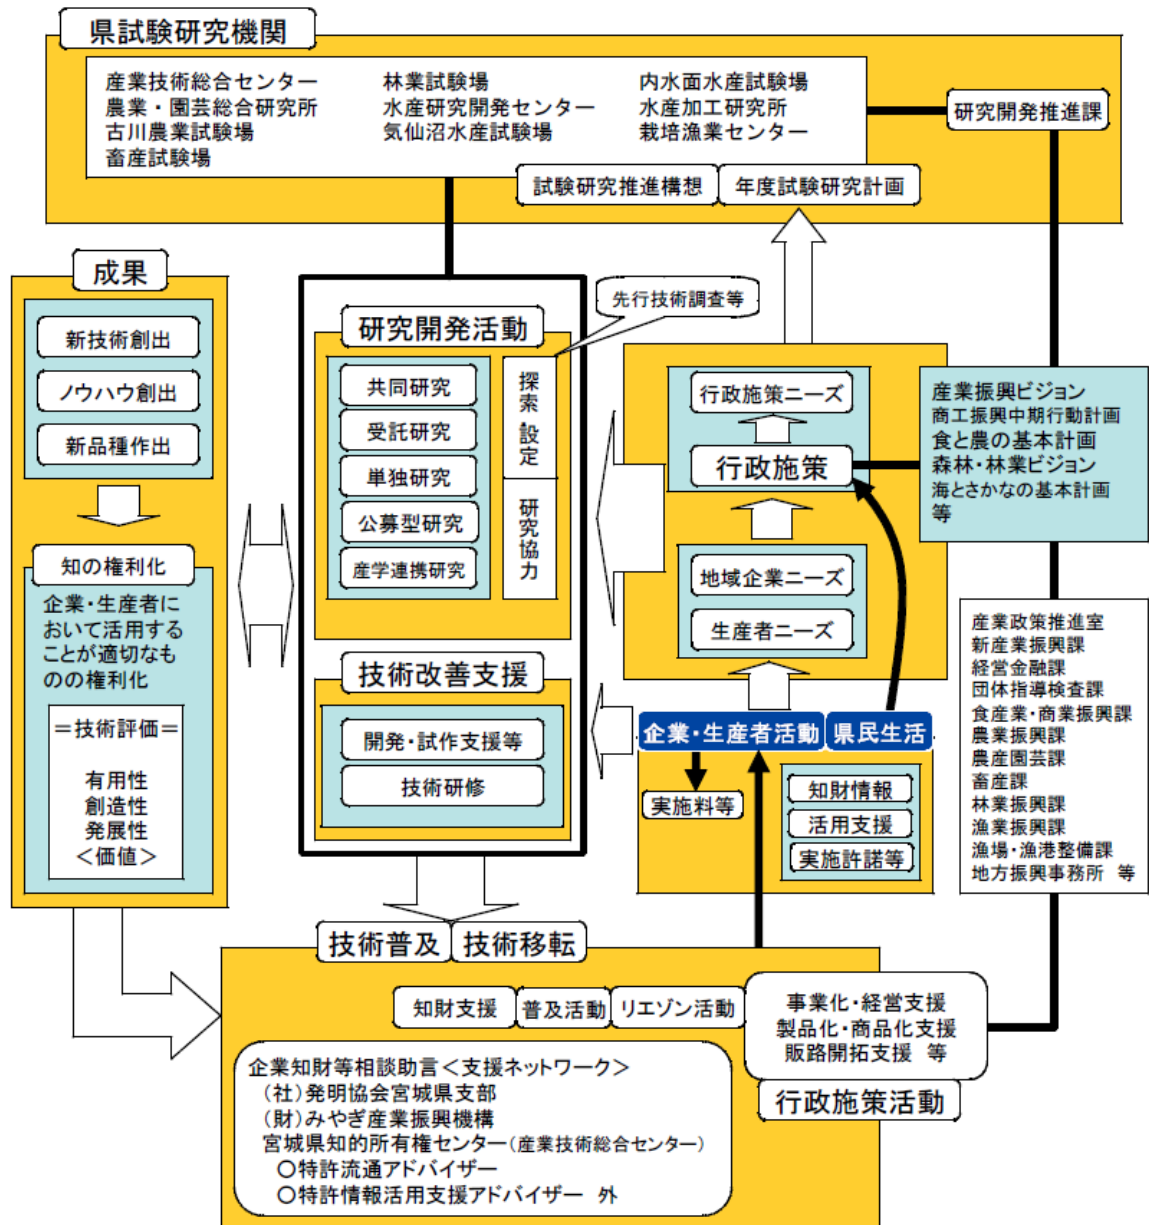 県試験研究機関
産業技術総合センター
農業・園芸総合研究所
古川農業試験場
畜産試験場
林業試験場
水産研究開発センター
気仙沼水産試験場
内水面水産試験場
水産加工研究所
栽培漁業センター
研究開発推進課
試験研究推進構想
年度試験研究計画
成果
新技術創出
ノウハウ創出
新品種作出
知の権利化
企業・生産者に
おいて活用する
ことが適切なも
のの権利化
＝技術評価＝
有用性
創造性
発展性
＜価値＞
先行技術調査等
研究開発活動
共同研究
受託研究
単独研究
公募型研究
産学連携研究
探索 設定
研究協力
技術改善支援
開発・試作支援等
技術研修
行政施策ニーズ
行政施策
地域企業ニーズ
生産者ニーズ
産業振興ビジョン
商工振興中期行動計画
食と農の基本計画
森林・林業ビジョン
海とさかなの基本計画
等
企業・生産者活動
県民生活
実施料等
知財情報
活用支援
実施許諾等
産業政策推進室
新産業振興課
経営金融課
団体指導検査課
食産業・商業振興課
農業振興課
農産園芸課
畜産課
林業振興課
漁業振興課
漁場・漁港整備課
地方振興事務所 等
技術普及
技術移転
知財支援
普及活動
リエゾン活動
事業化・経営支援
製品化・商品化支援
販路開拓支援 等
行政施策活動
企業知財等相談助言＜支援ネットワーク＞
（社）発明協会宮城県支部
（財）みやぎ産業振興機構
宮城県知的所有権センター（産業技術総合センター）
○特許流通アドバイザー
○特許情報活用支援アドバイザー 外